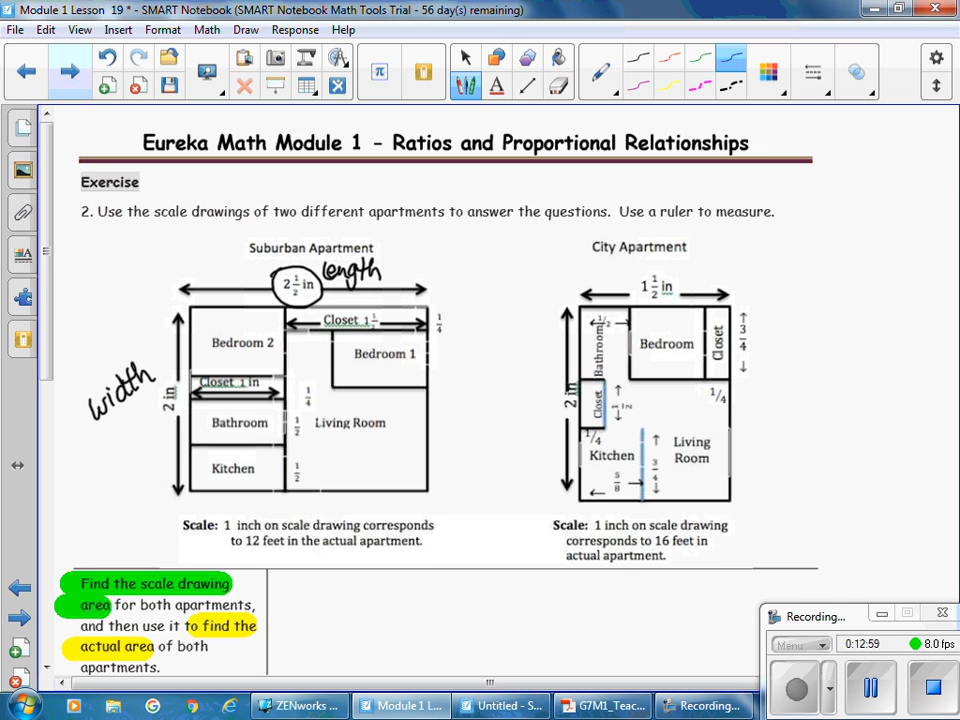 Module 1 Lesson 19 * - SMART Notebook (SMART Notebook Math Tools Trial - 56 day(s) remaining)
File Edit View Insert Format Math Draw Response Help
Eureka Math Module 1 - Ratios and Proportional Relationships
Exercise
2. Use the scale drawings of two different apartments to answer the questions. Use a ruler to measure.
Suburban Apartment
length
2 1/2 in
Closet 1 1/2
1/4
Bedroom 2
Bedroom 1
width
2 in
Closet 1 in
1/4
Bathroom
1/2
Living Room
Kitchen
1/2
Scale: 1 inch on scale drawing corresponds
to 12 feet in the actual apartment.
City Apartment
1 1/2 in
1/2
Bathroom
Bedroom
Closet
3/4
2 in
Closet
1/2
1/4
1/4
Kitchen
Living
Room
5/8
3/4
Scale: 1 inch on scale drawing
corresponds to 16 feet in
actual apartment.
Find the scale drawing
area for both apartments,
and then use it to find the
actual area of both
apartments.
Recording...
Menu
0:12:59
8.0 fps
ZENworks ...
Module 1 L...
Untitled - S...
G7M1_Teac...
Recording...